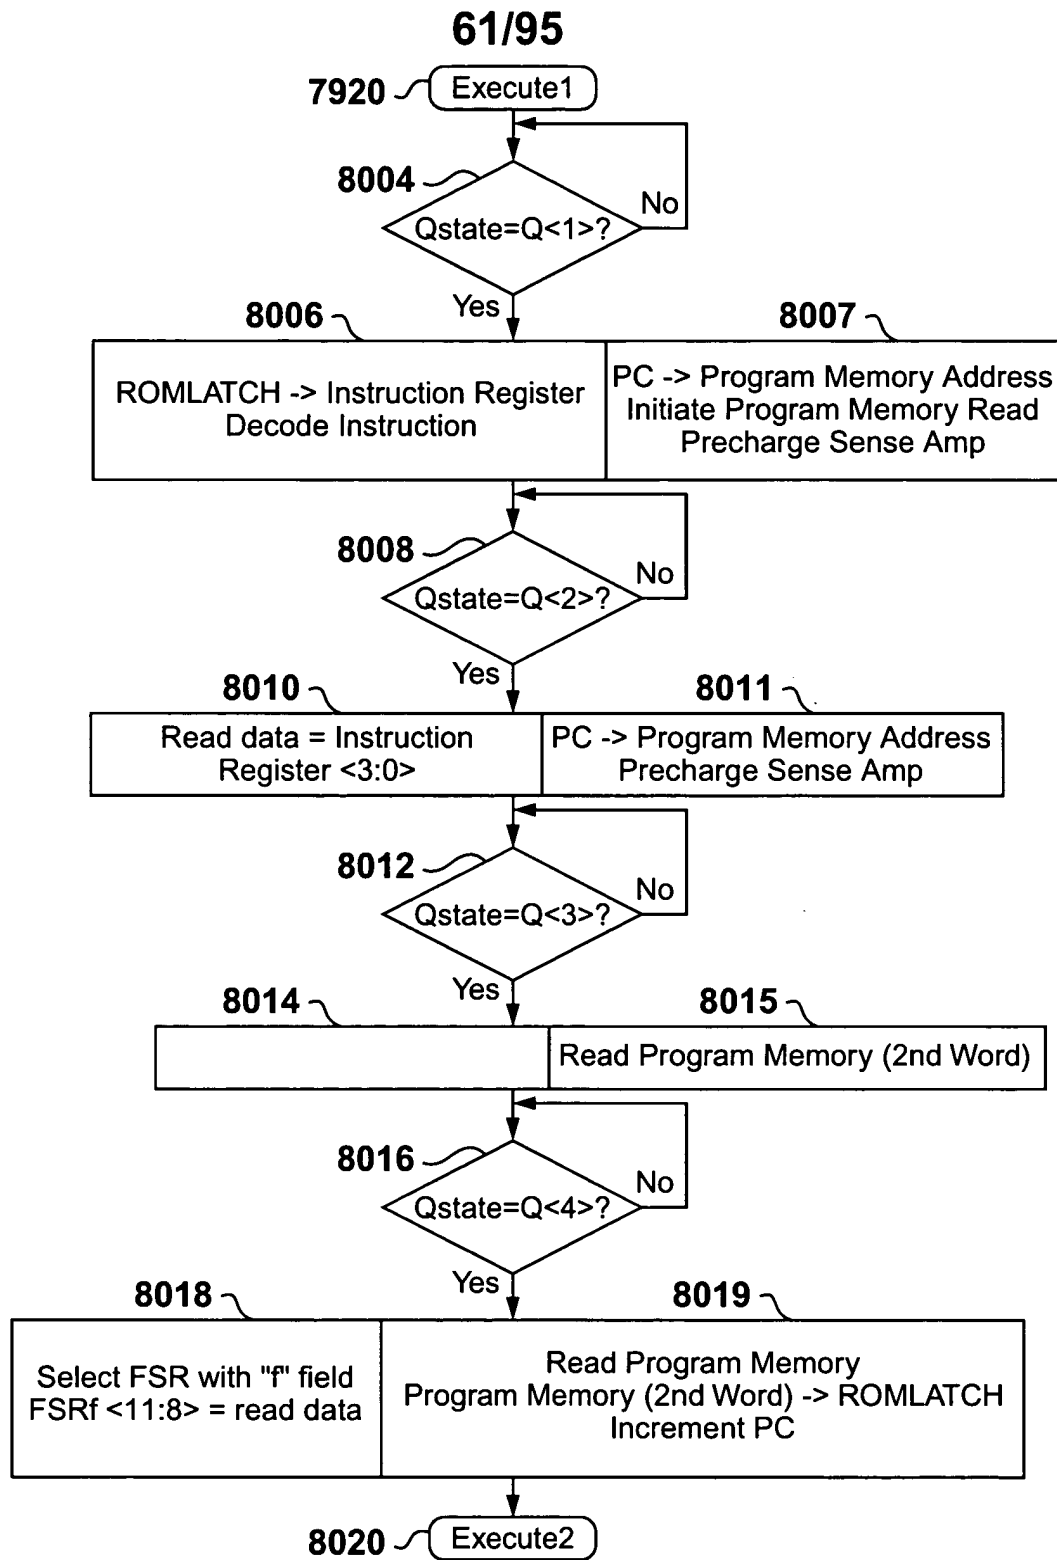 61/95
7920
Execute1
8004
Qstate=Q<1>?
No
Yes
8006
8007
ROMLATCH -> Instruction Register
Decode Instruction
PC -> Program Memory Address
Initiate Program Memory Read
Precharge Sense Amp
8008
Qstate=Q<2>?
No
Yes
8010
8011
Read data = Instruction
Register <3:0>
PC -> Program Memory Address
Precharge Sense Amp
8012
Qstate=Q<3>?
No
Yes
8014
8015
Read Program Memory (2nd Word)
8016
Qstate=Q<4>?
No
Yes
8018
8019
Select FSR with "f" field
FSRf <11:8> = read data
Read Program Memory
Program Memory (2nd Word) -> ROMLATCH
Increment PC
8020
Execute2